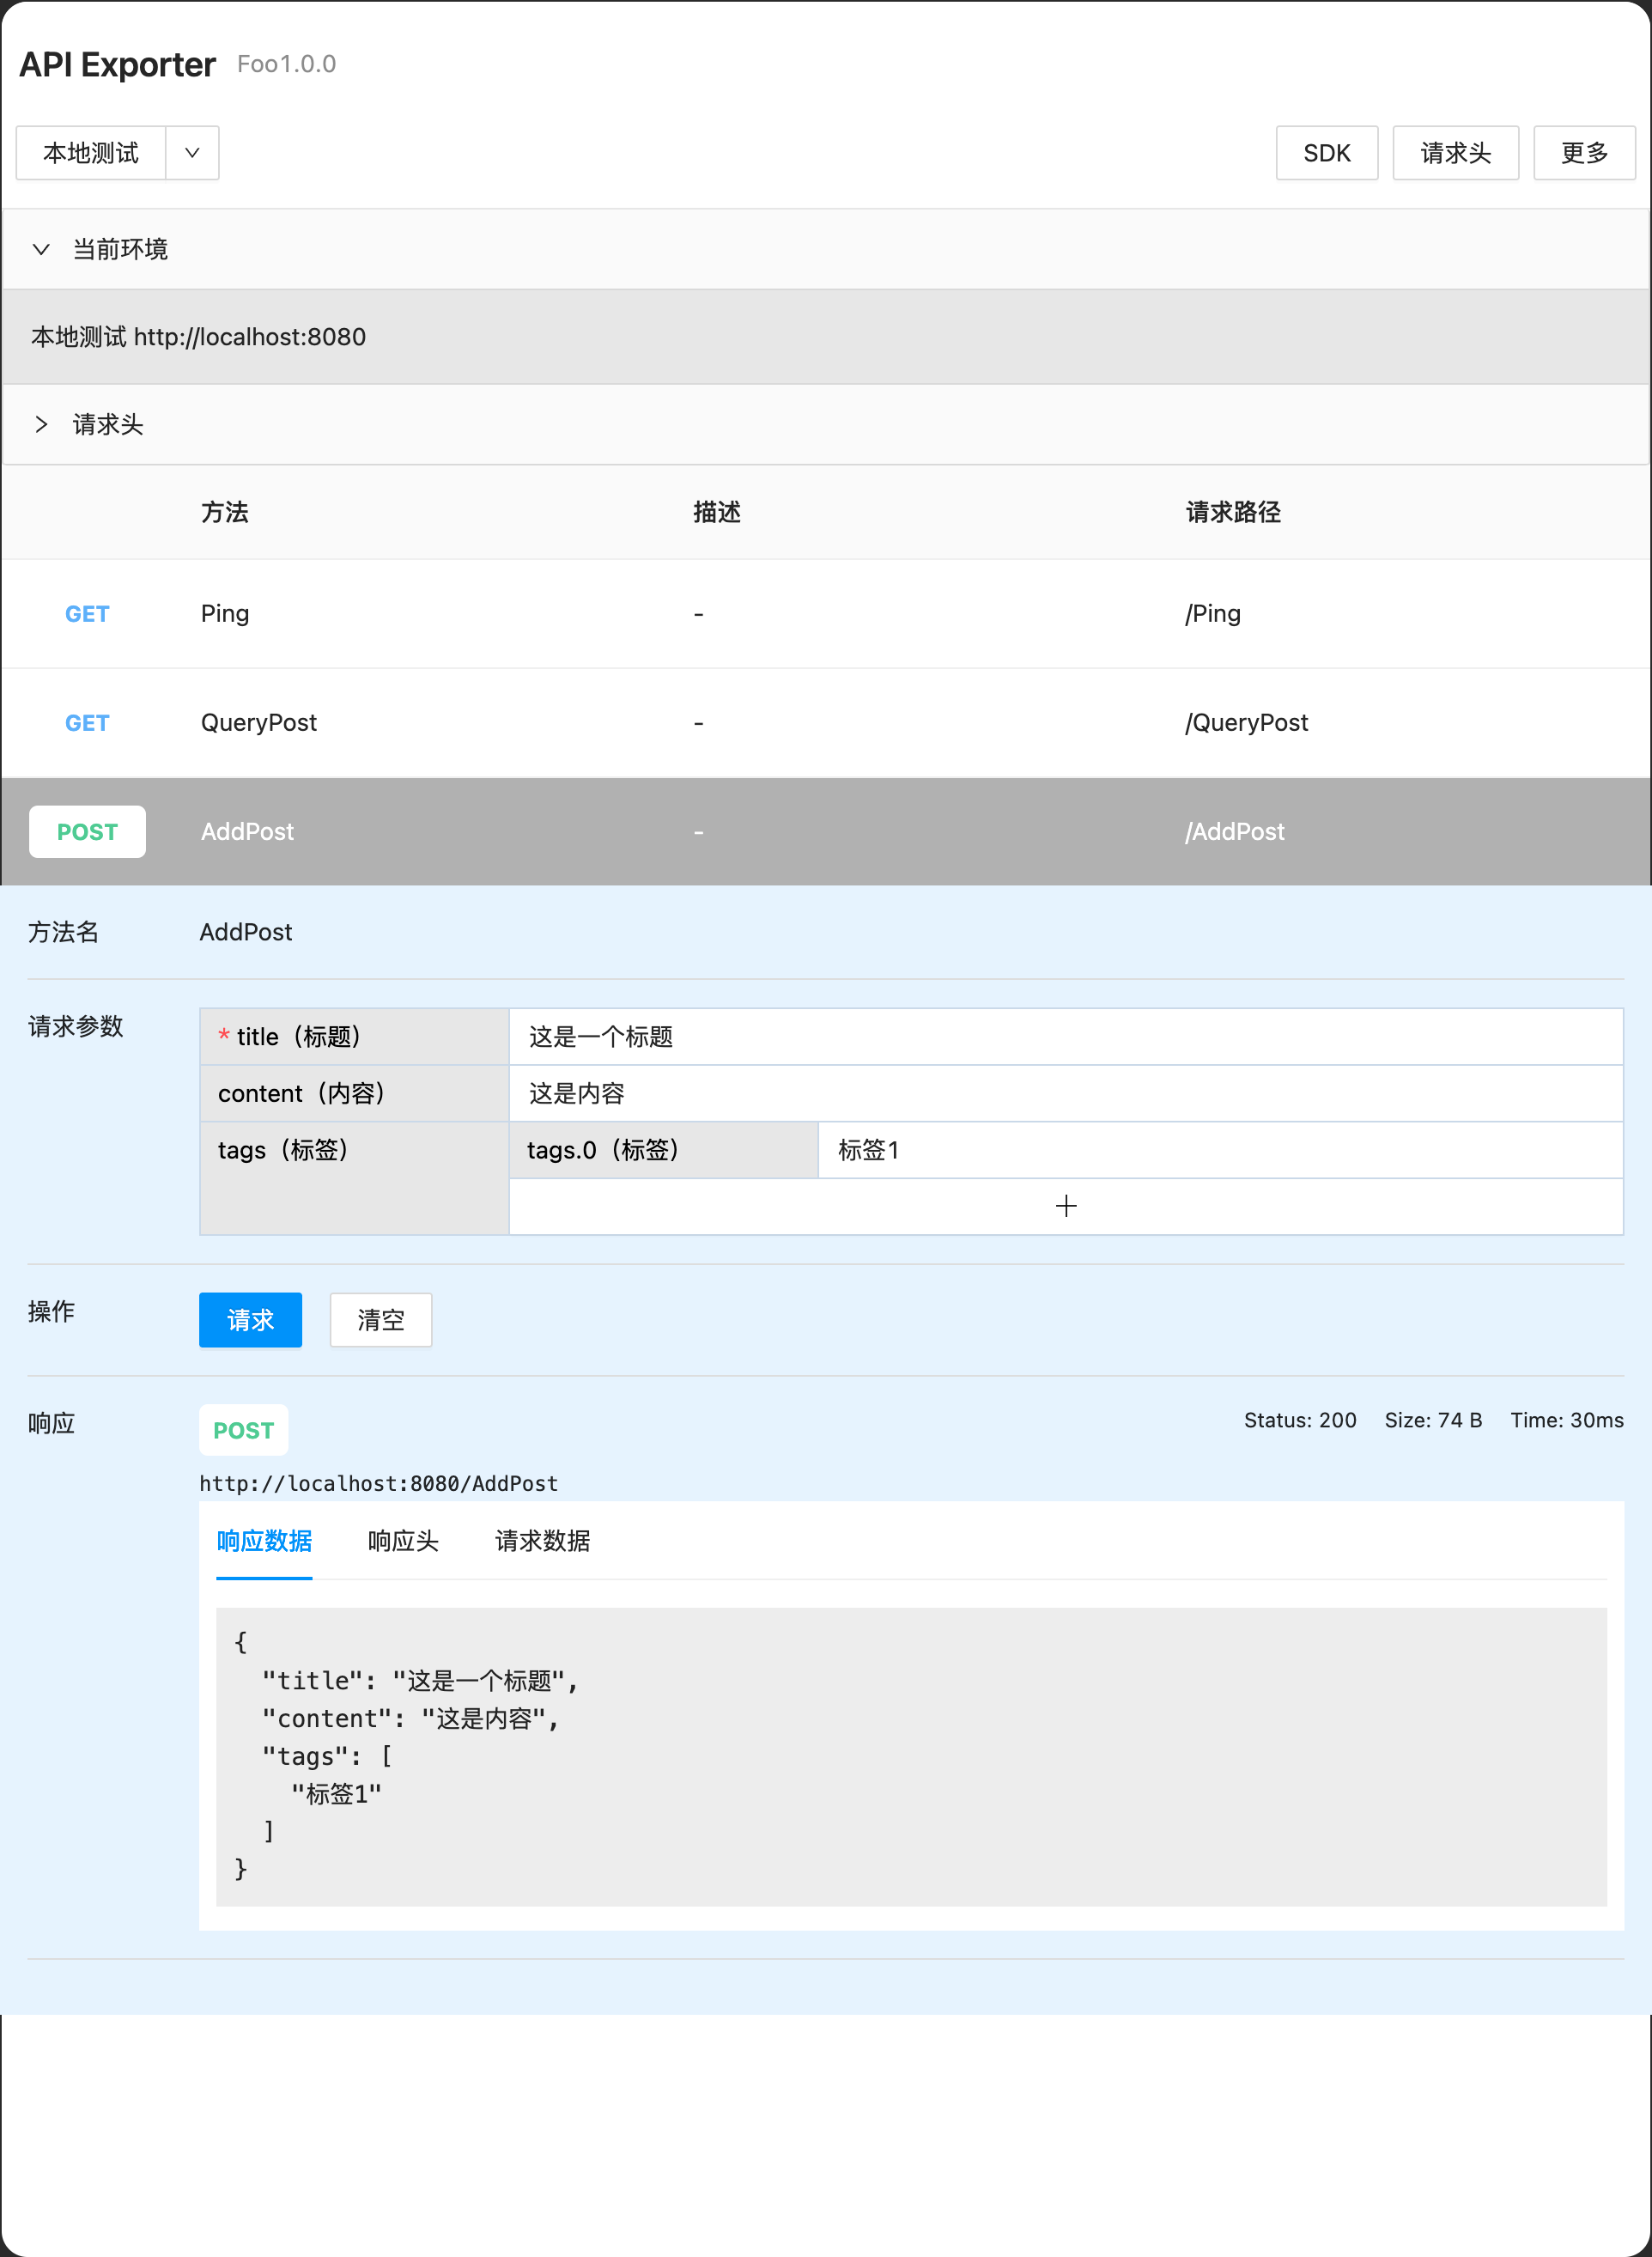 API Exporter Foo1.0.0
本地测试 SDK 请求头 更多
当前环境
本地测试 http://localhost:8080
请求头
方法 描述 请求路径
GET Ping - /Ping
GET QueryPost - /QueryPost
POST AddPost - /AddPost
方法名 AddPost
请求参数 * title（标题） 这是一个标题
content（内容） 这是内容
tags（标签） tags.0（标签） 标签1
操作 请求 清空
响应 POST Status: 200 Size: 74 B Time: 30ms
http://localhost:8080/AddPost
响应数据 响应头 请求数据
{
"title": "这是一个标题",
"content": "这是内容",
"tags": [
"标签1"
]
}